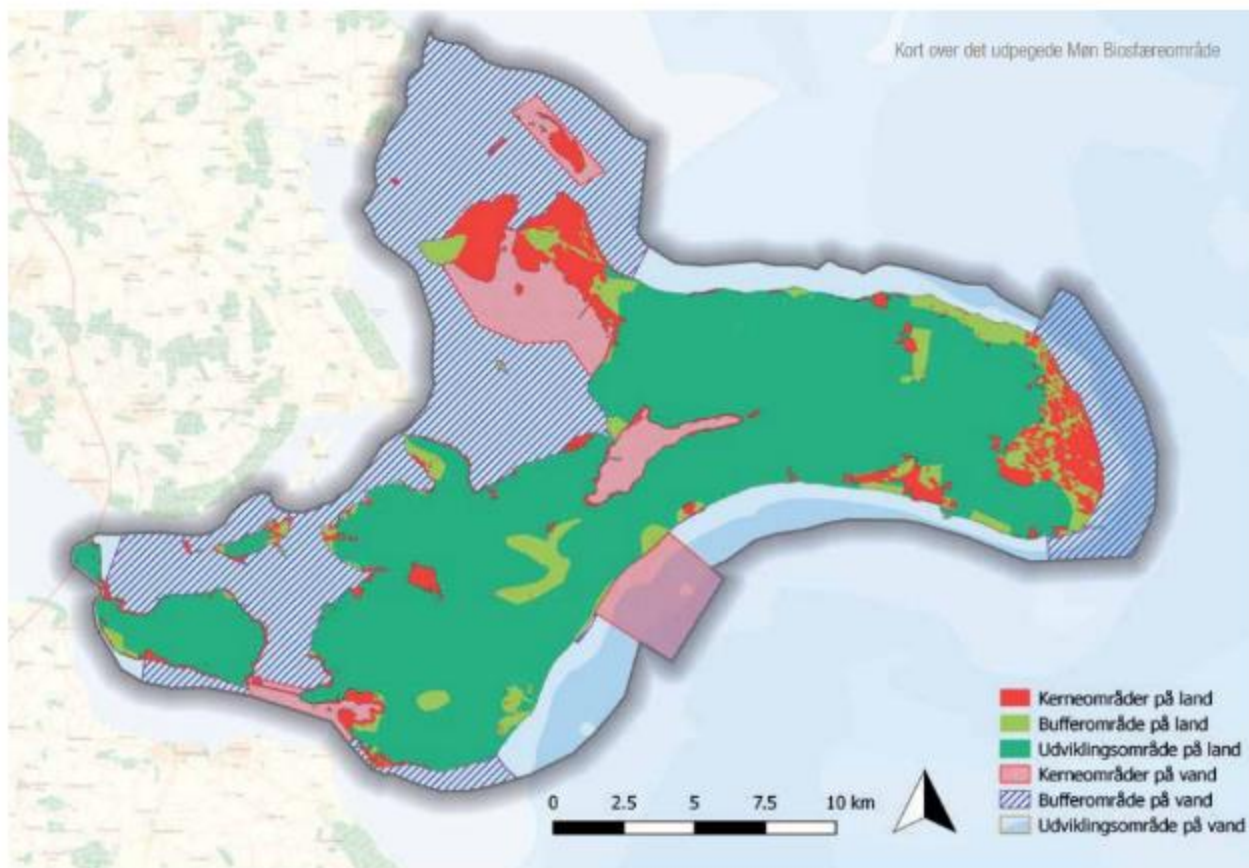 Kort over det udpegede Møn Biosfæreområde
Kerneområder på land
Bufferområde på land
Udviklingsområde på land
Kerneområder på vand
Bufferområde på vand
Udviklingsområde på vand
0 2.5 5 7.5 10 km